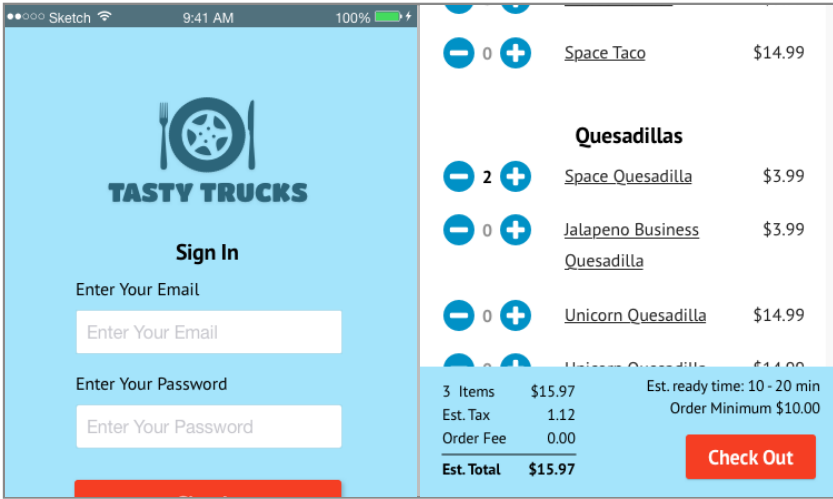 Sketch 9:41 AM 100%
TASTY TRUCKS
Sign In
Enter Your Email
Enter Your Email
Enter Your Password
Enter Your Password
0 Space Taco $14.99
Quesadillas
2 Space Quesadilla $3.99
0 Jalapeno Business $3.99
Quesadilla
0 Unicorn Quesadilla $14.99
3 Items $15.97
Est. Tax 1.12
Order Fee 0.00
Est. Total $15.97
Est. ready time: 10 - 20 min
Order Minimum $10.00
Check Out